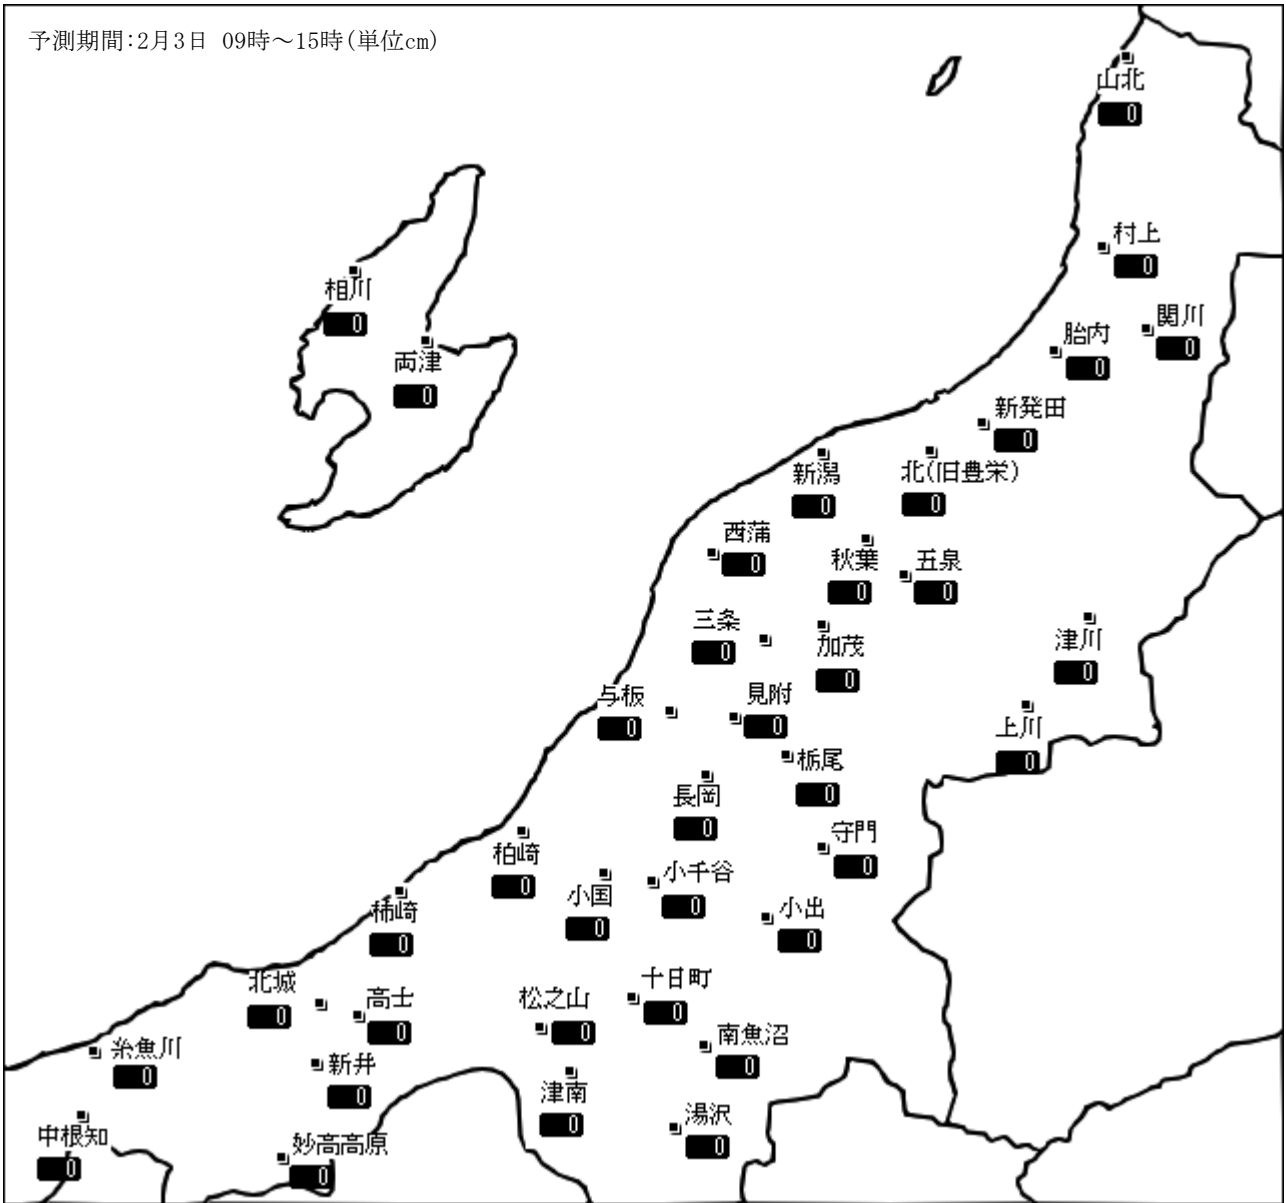 予測期間:2月3日 09時～15時(単位cm)
山北
0
村上
0
相川
0
関川
0
胎内
0
両津
0
新発田
0
新潟
0
北(旧豊栄)
0
西蒲
0
秋葉
0
五泉
0
三条
0
加茂
0
津川
0
与板
0
見附
0
上川
0
栃尾
0
長岡
0
守門
0
柏崎
0
小国
0
小千谷
0
小出
0
柿崎
0
北城
0
高士
0
松之山
0
十日町
0
南魚沼
0
糸魚川
0
新井
0
津南
0
湯沢
0
中根知
0
妙高高原
0